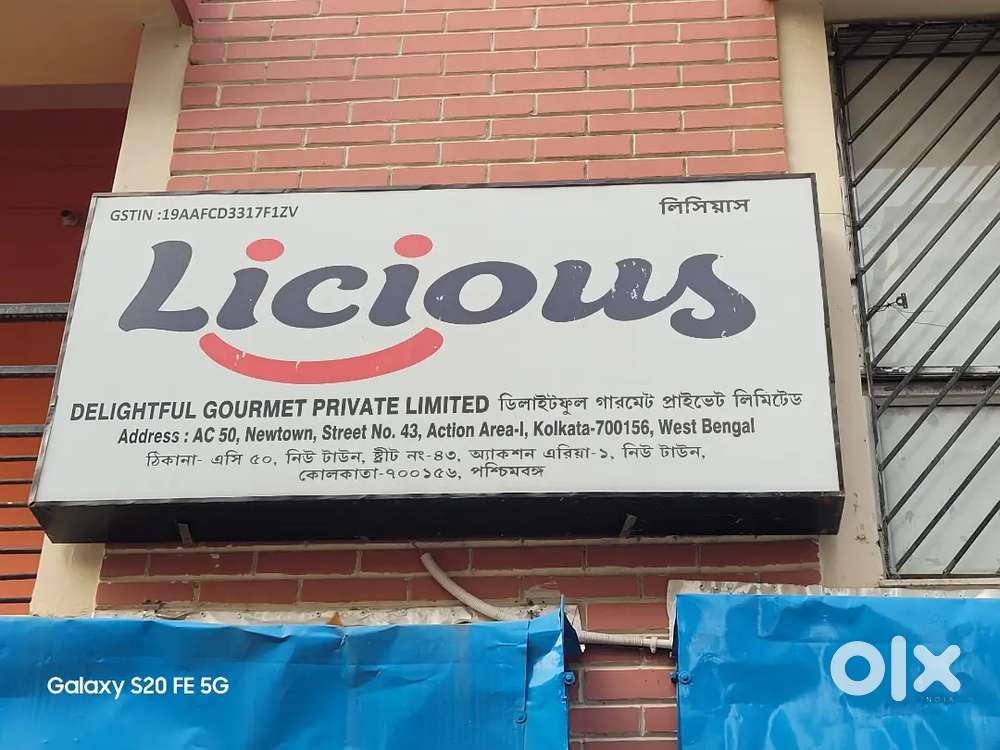 GSTIN :19AAFCD3317F1ZV
লিসিয়াস
Licious
DELIGHTFUL GOURMET PRIVATE LIMITED ডিলাইটফুল গারমেট প্রাইভেট লিমিটেড
Address : AC 50, Newtown, Street No. 43, Action Area-I, Kolkata-700156, West Bengal
ঠিকানা- এসি ৫০, নিউ টাউন, ষ্ট্রীট নং-৪৩, অ্যাকশন এরিয়া-১, নিউ টাউন,
কোলকাতা-৭০০১৫৬, পশ্চিমবঙ্গ
Galaxy S20 FE 5G
olx
INDIA